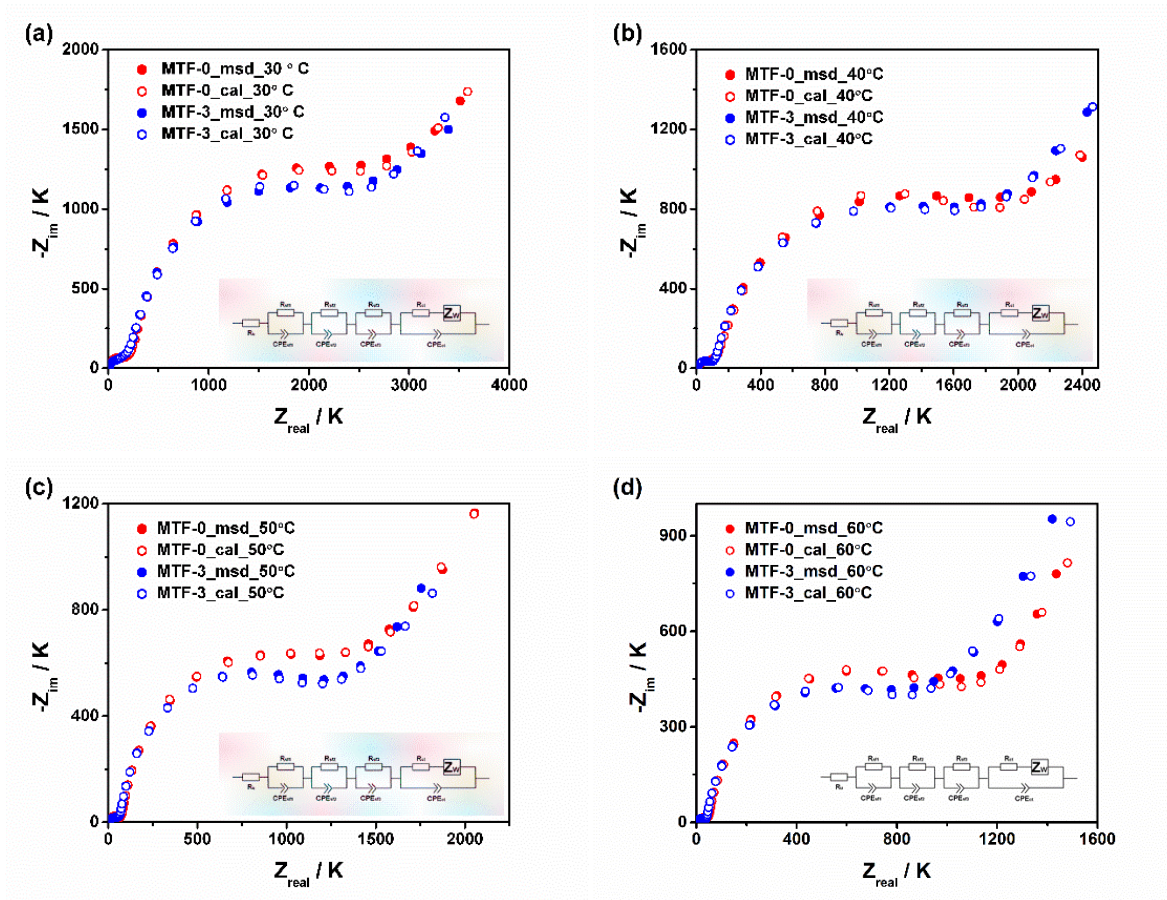 (a)
2000
1500
1000
500
0
-Z_im / K
MTF-0_msd_30 ° C
MTF-0_cal_30° C
MTF-3_msd_30° C
MTF-3_cal_30° C
Z_W
0 1000 2000 3000 4000
Z_real / K
(b)
1600
1200
800
400
0
-Z_im / K
MTF-0_msd_40°C
MTF-0_cal_40°C
MTF-3_msd_40°C
MTF-3_cal_40°C
Z_W
0 400 800 1200 1600 2000 2400
Z_real / K
(c)
1200
800
400
0
-Z_im / K
MTF-0_msd_50°C
MTF-0_cal_50°C
MTF-3_msd_50°C
MTF-3_cal_50°C
Z_W
0 500 1000 1500 2000
Z_real / K
(d)
900
600
300
0
-Z_im / K
MTF-0_msd_60°C
MTF-0_cal_60°C
MTF-3_msd_60°C
MTF-3_cal_60°C
Z_W
0 400 800 1200 1600
Z_real / K